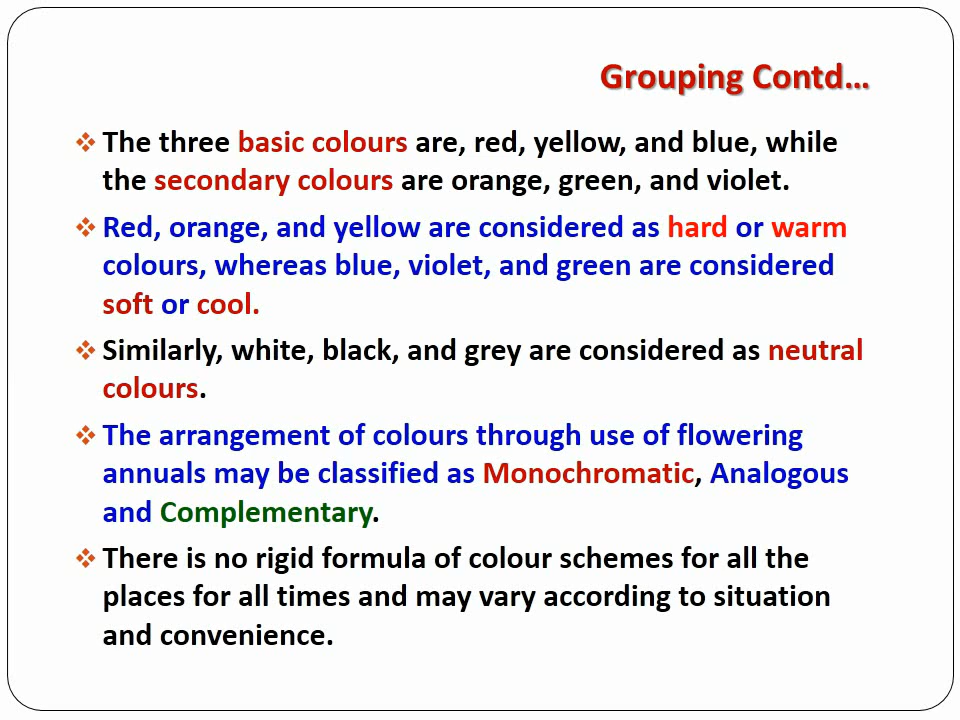 Grouping Contd...
❖ The three basic colours are, red, yellow, and blue, while
the secondary colours are orange, green, and violet.
❖ Red, orange, and yellow are considered as hard or warm
colours, whereas blue, violet, and green are considered
soft or cool.
❖ Similarly, white, black, and grey are considered as neutral
colours.
❖ The arrangement of colours through use of flowering
annuals may be classified as Monochromatic, Analogous
and Complementary.
❖ There is no rigid formula of colour schemes for all the
places for all times and may vary according to situation
and convenience.